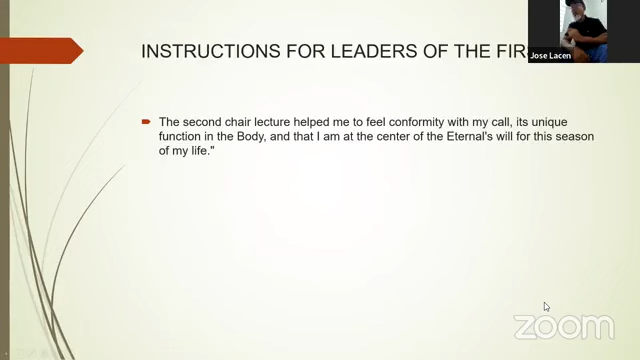 INSTRUCTIONS FOR LEADERS OF THE FIR
Jose Lacen
The second chair lecture helped me to feel conformity with my call, its unique
function in the Body, and that I am at the center of the Eternal's will for this season
of my life."
zoom